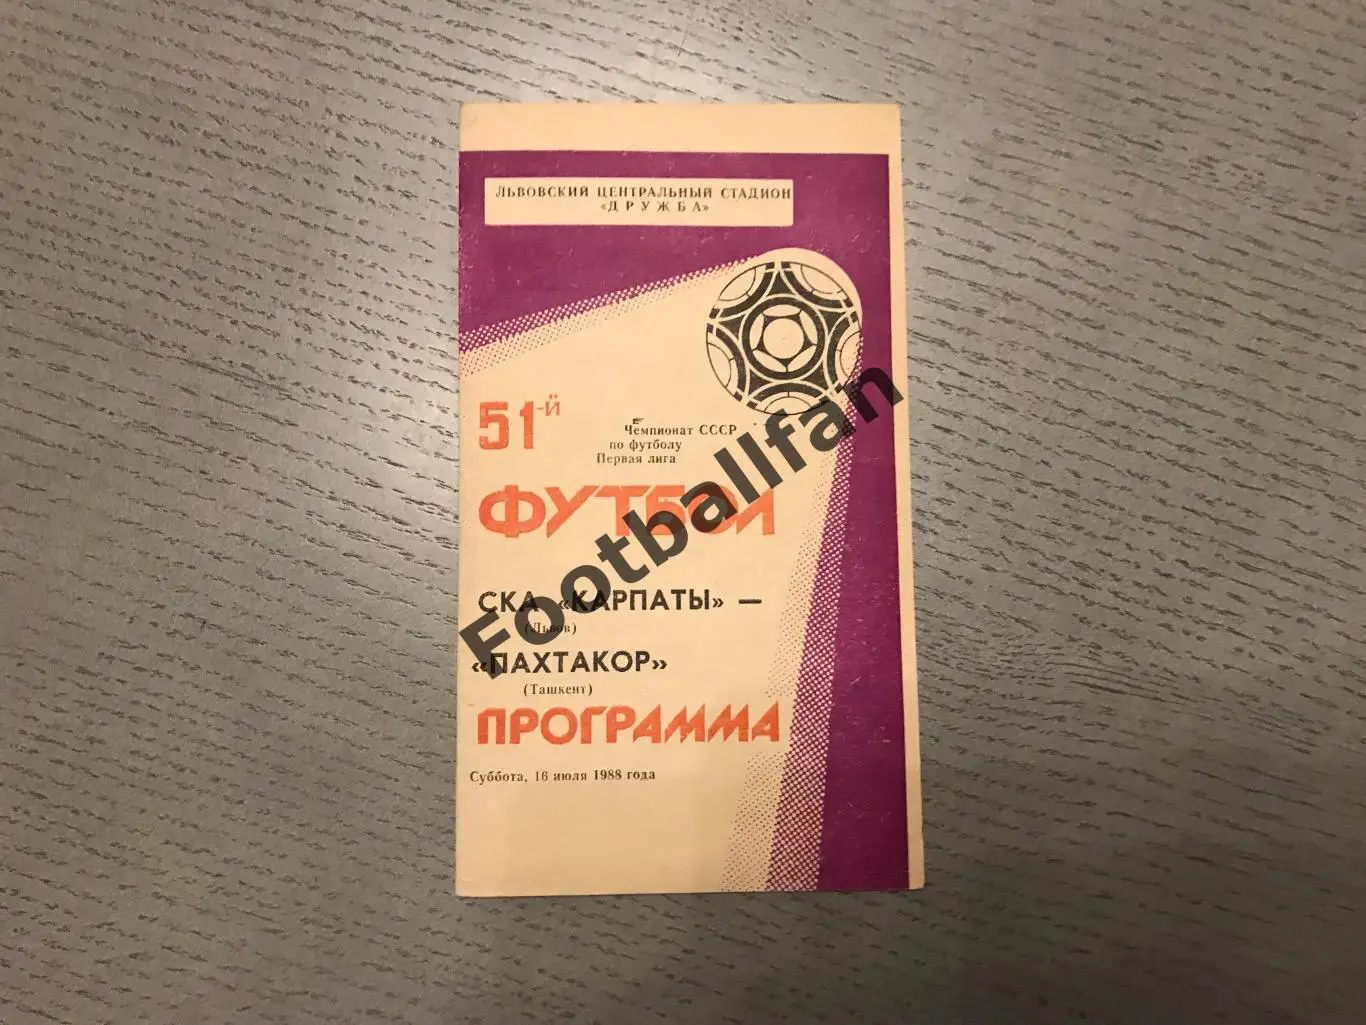 ЛЬВОВСКИЙ ЦЕНТРАЛЬНЫЙ СТАДИОН
«ДРУЖБА»
51-й
Чемпионат СССР
по футболу
Первая лига
ФУТБОЛ
СКА «КАРПАТЫ» —
(Львов)
«ПАХТАКОР»
(Ташкент)
ПРОГРАММА
Суббота, 16 июля 1988 года
Footballfan